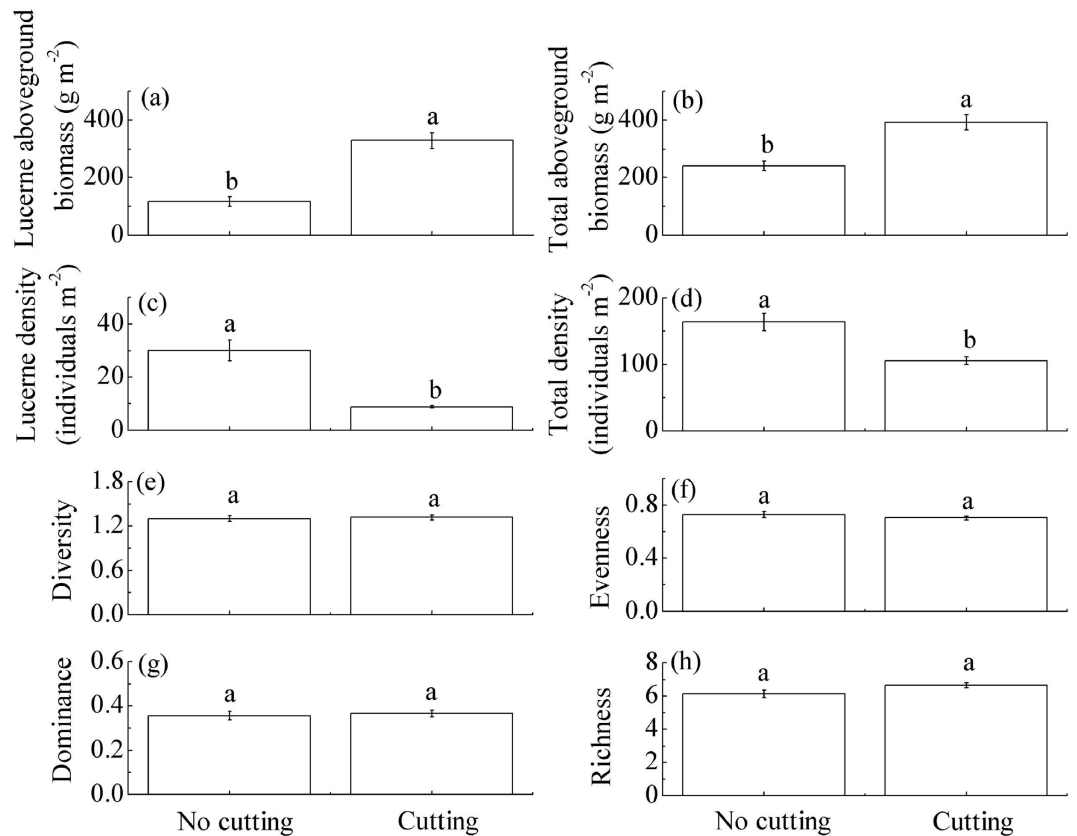 Lucerne aboveground
biomass (g m-2)
(a)
400
200
0
b
a
Total aboveground
biomass (g m-2)
(b)
400
200
0
b
a
Lucerne density
(individuals m-2)
(c)
40
20
0
a
b
Total density
(individuals m-2)
(d)
200
100
0
a
b
Diversity
(e)
1.8
1.2
0.6
0.0
a
a
Evenness
(f)
0.8
0.4
0.0
a
a
Dominance
(g)
0.6
0.4
0.2
0.0
a
a
No cutting
Cutting
Richness
(h)
8
6
4
2
0
a
a
No cutting
Cutting